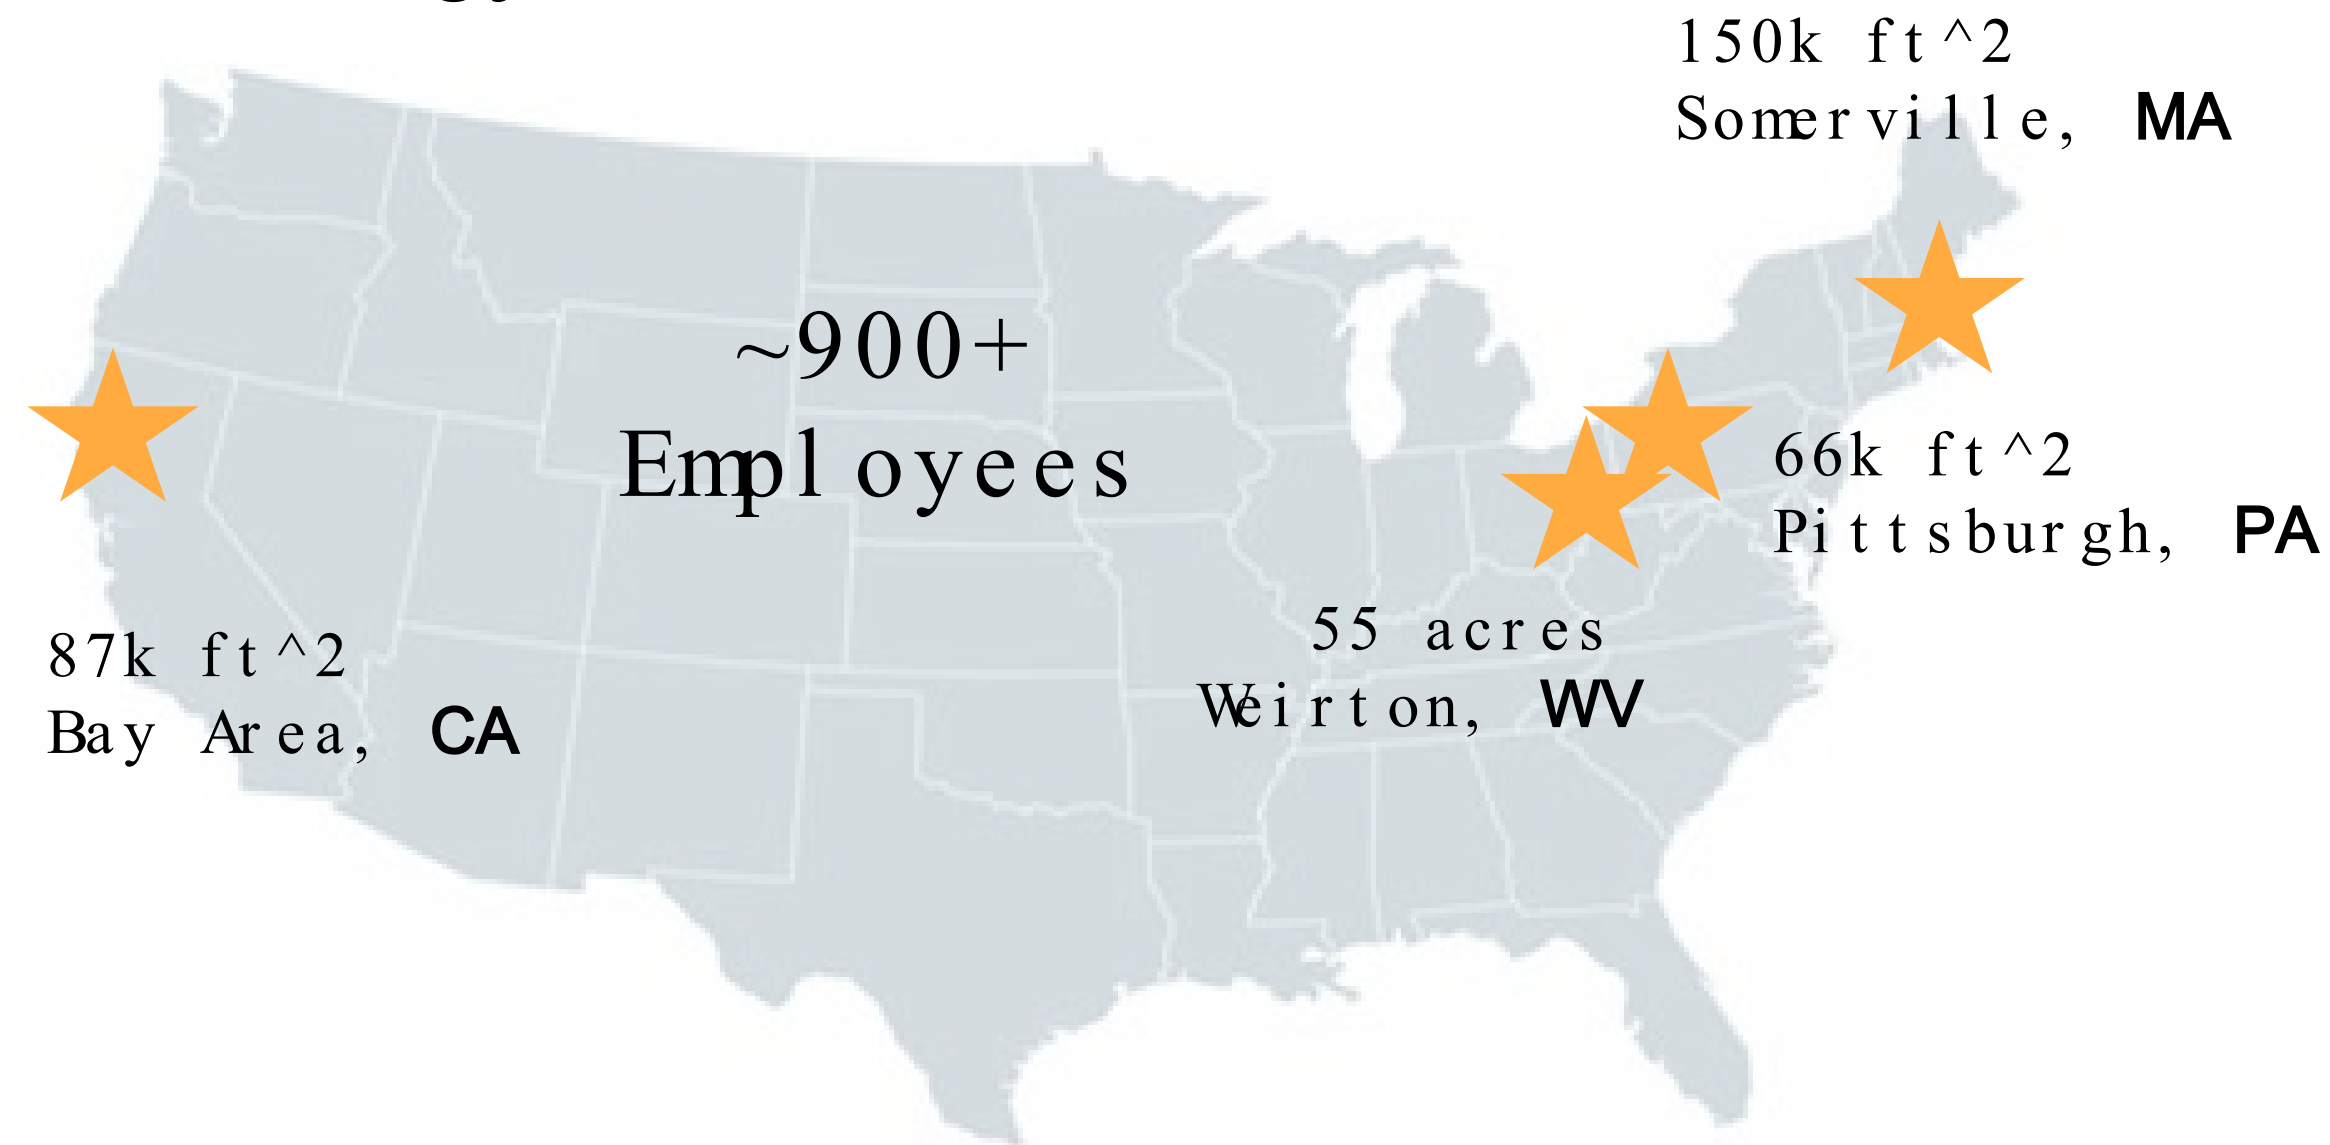 150k ft^2
Somerville, MA
~900+
Employees
66k ft^2
Pittsburgh, PA
55 acres
Weirton, WV
87k ft^2
Bay Area, CA